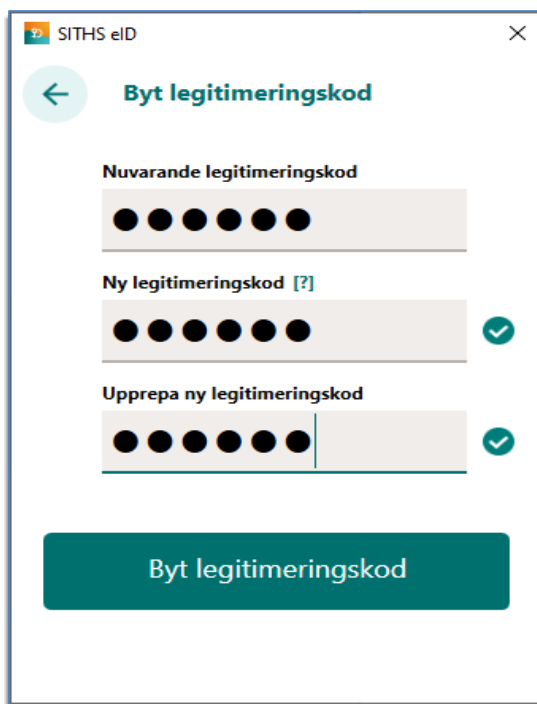 SITHS eID
Byt legitimeringskod
Nuvarande legitimeringskod
●●●●●●
Ny legitimeringskod [?]
●●●●●●
Upprepa ny legitimeringskod
●●●●●●
Byt legitimeringskod